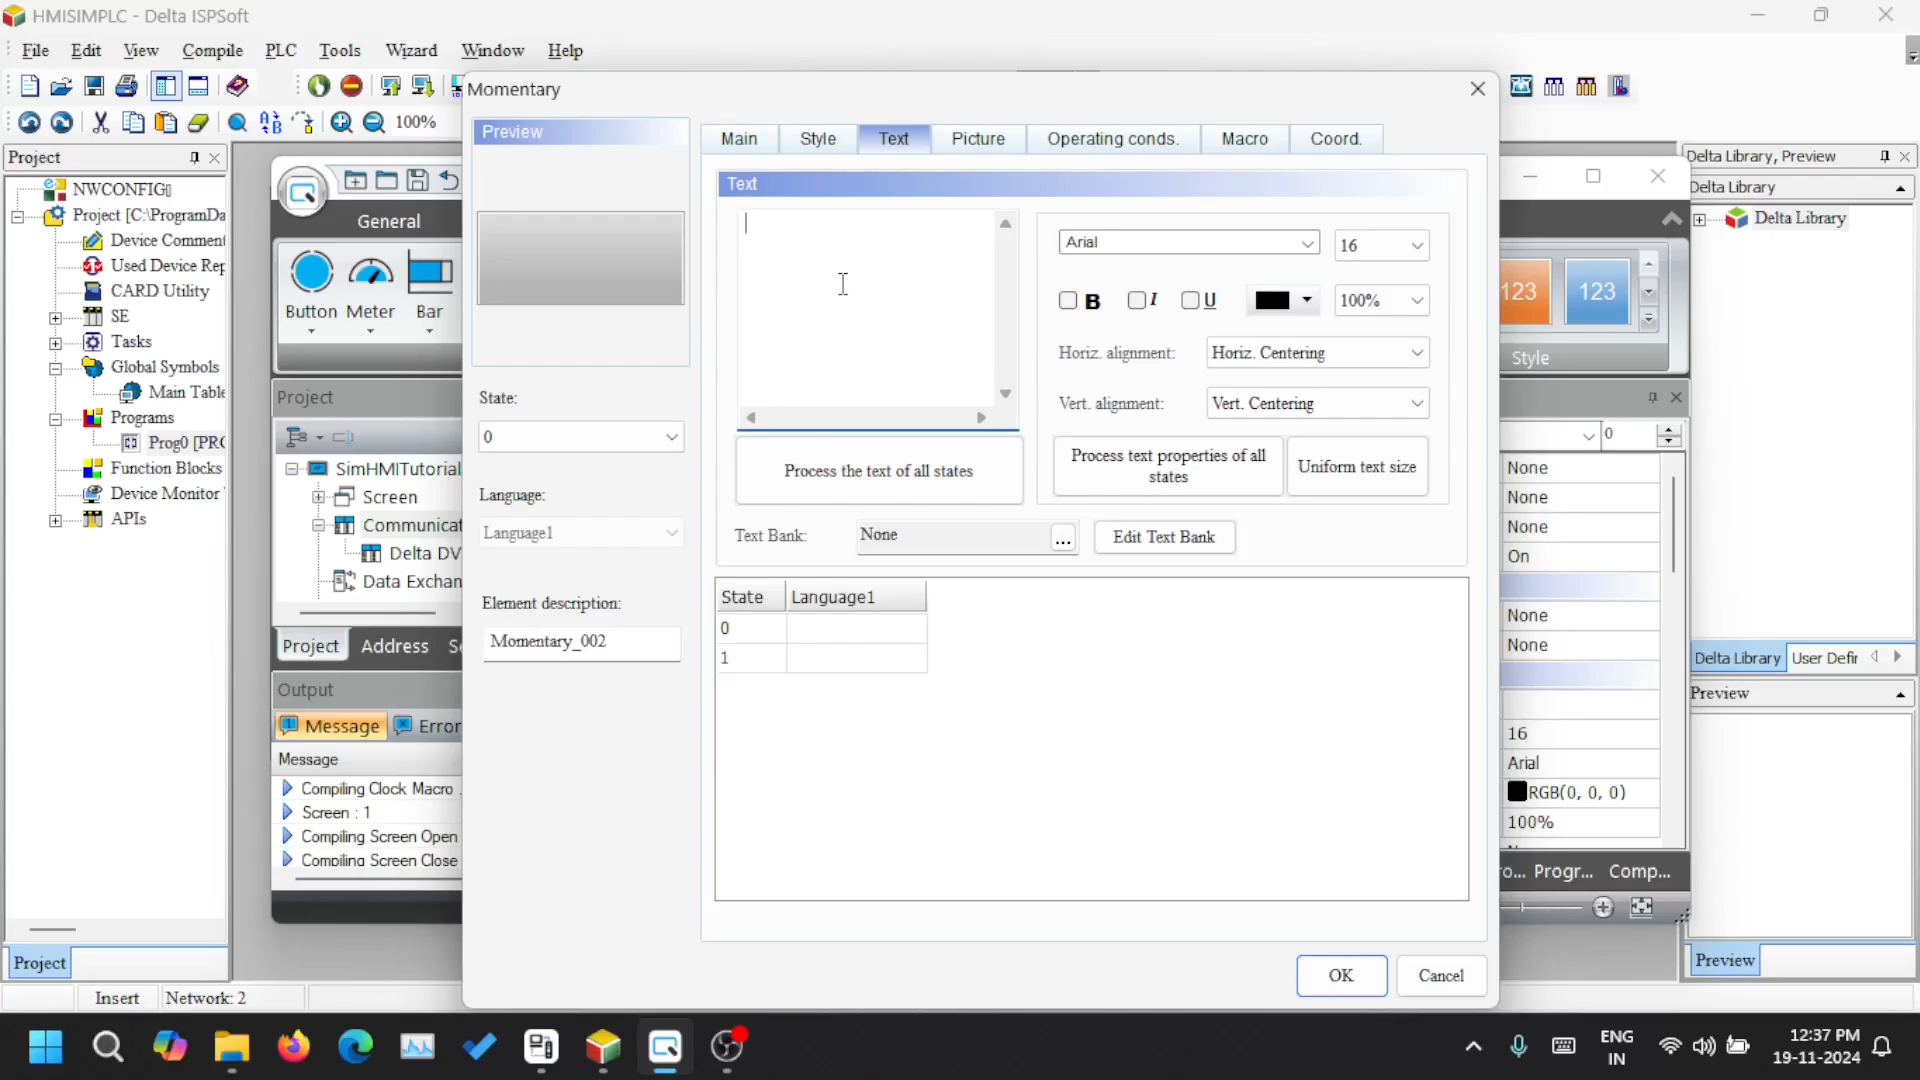 HMISIMPLC - Delta ISPSoft
File Edit View Compile PLC Tools Wizard Window Help
100%
Project
NWCONFIG
Project [C:\ProgramDa
Device Comment
Used Device Rep
CARD Utility
SE
Tasks
Global Symbols
Main Table
Programs
Prog0 [PRG
Function Blocks
Device Monitor
APIs
Project
Insert Network: 2
General
Button Meter Bar
Project
SimHMITutorial
Screen
Communicat
Delta DV
Data Exchan
Project Address
Output
Message Error
Message
Compiling Clock Macro .
Screen : 1
Compiling Screen Open
Compiling Screen Close
Momentary
Preview
State:
0
Language:
Language1
Element description:
Momentary_002
Main Style Text Picture Operating conds. Macro Coord.
Text
Arial 16
B I U 100%
Horiz. alignment: Horiz. Centering
Vert. alignment: Vert. Centering
Process the text of all states
Process text properties of all
states
Uniform text size
Text Bank: None ... Edit Text Bank
State Language1
0
1
OK Cancel
123 123
Style
0
None
None
None
On
None
None
16
Arial
RGB(0, 0, 0)
100%
Progr... Comp...
Delta Library, Preview
Delta Library
Delta Library
Delta Library User Defir
Preview
Preview
ENG
IN
12:37 PM
19-11-2024